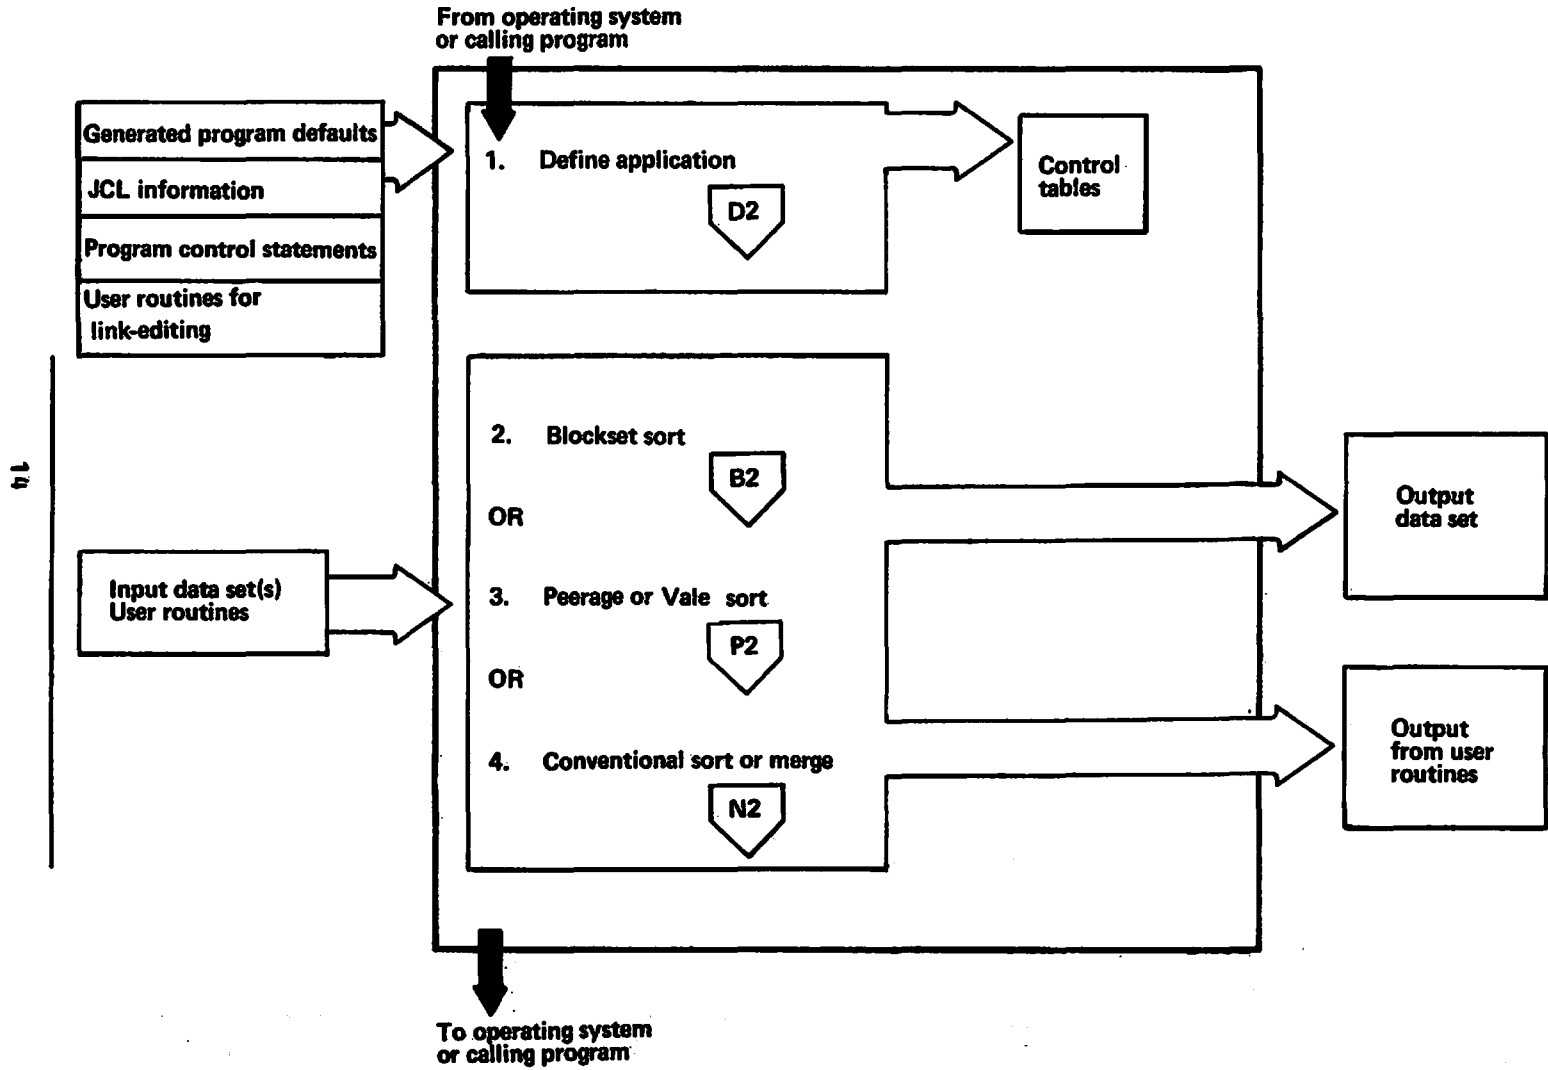 From operating system
or calling program
Generated program defaults
JCL information
Program control statements
User routines for
link-editing
1. Define application
D2
Control
tables
2. Blockset sort
B2
OR
3. Peerage or Vale sort
P2
OR
4. Conventional sort or merge
N2
Input data set(s)
User routines
Output
data set
Output
from user
routines
14
To operating system
or calling program